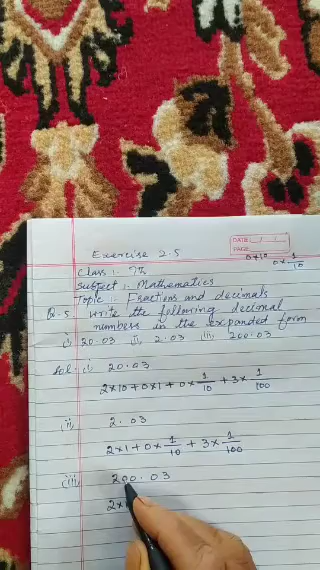 DATE: / /
PAGE
Exercise 2.5
0×10
0×1/10
Class :- 7th
Subject :- Mathematics
Topic :- Fractions and decimals
Q.5 write the following decimal
numbers in the expanded form
i) 20.03 ii) 2.03 iii) 200.03
Sol. i) 20.03
2×10+0×1+0×1/10+3×1/100
(ii) 2.03
2×1+0×1/10+3×1/100
(iii) 200.03
2×